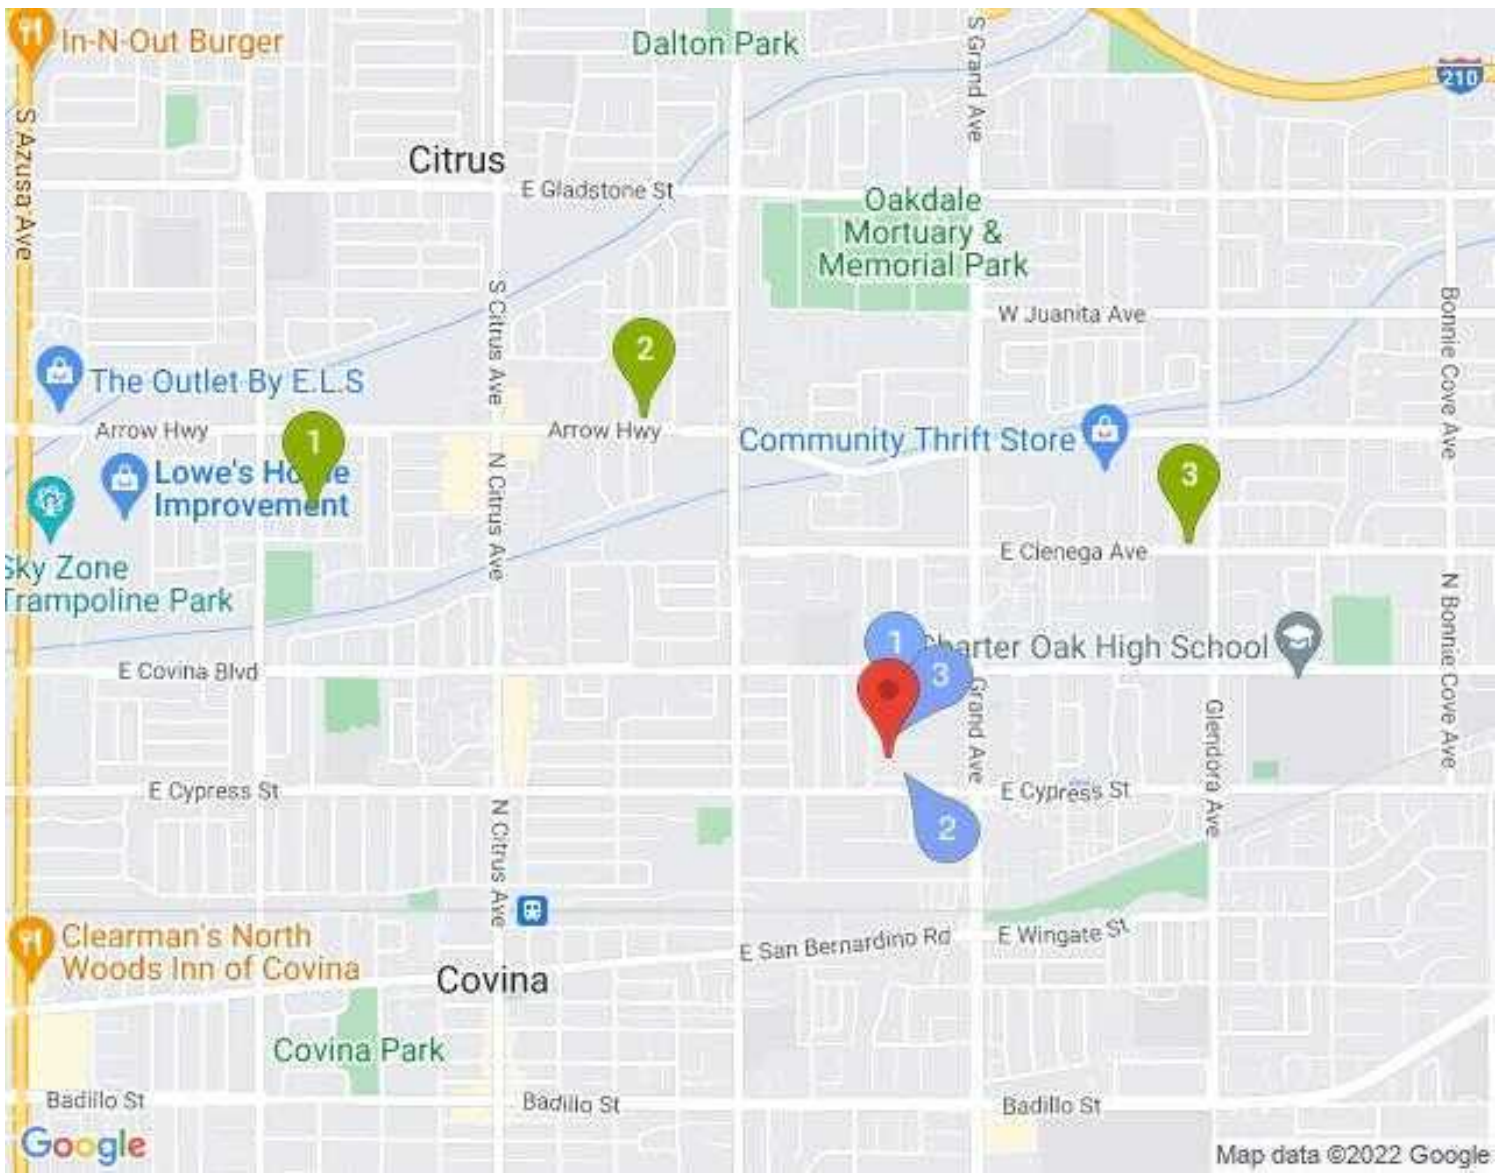 In-N-Out Burger
Dalton Park
S Grand Ave
210
S Azusa Ave
Citrus
E Gladstone St
Oakdale
Mortuary &
Memorial Park
S Citrus Ave
W Juanita Ave
Bonnie Cove Ave
2
The Outlet By E.L.S
Arrow Hwy
1
Arrow Hwy
Community Thrift Store
Lowe's Home
Improvement
N Citrus Ave
3
E Cienega Ave
Sky Zone
Trampoline Park
N Bonnie Cove Ave
1
Charter Oak High School
E Covina Blvd
3
Grand Ave
Glendora Ave
E Cypress St
E Cypress St
N Citrus Ave
2
Clearman's North
Woods Inn of Covina
E San Bernardino Rd
E Wingate St
Covina
Covina Park
Badillo St
Badillo St
Badillo St
Google
Map data ©2022 Google